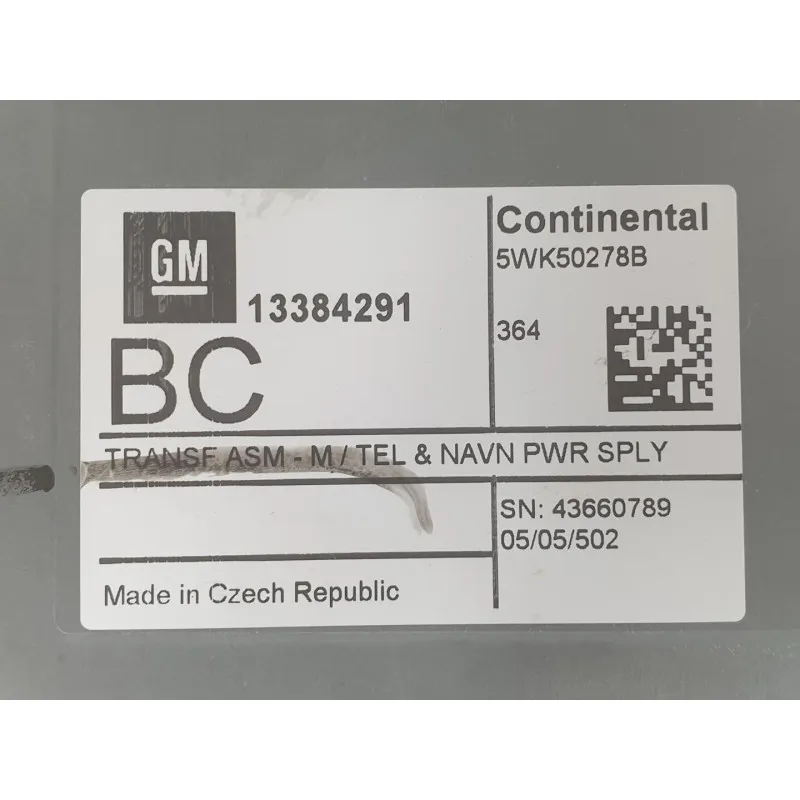 GM
13384291
BC
Continental
5WK50278B
364
TRANSF ASM - M / TEL & NAVN PWR SPLY
SN: 43660789
05/05/502
Made in Czech Republic